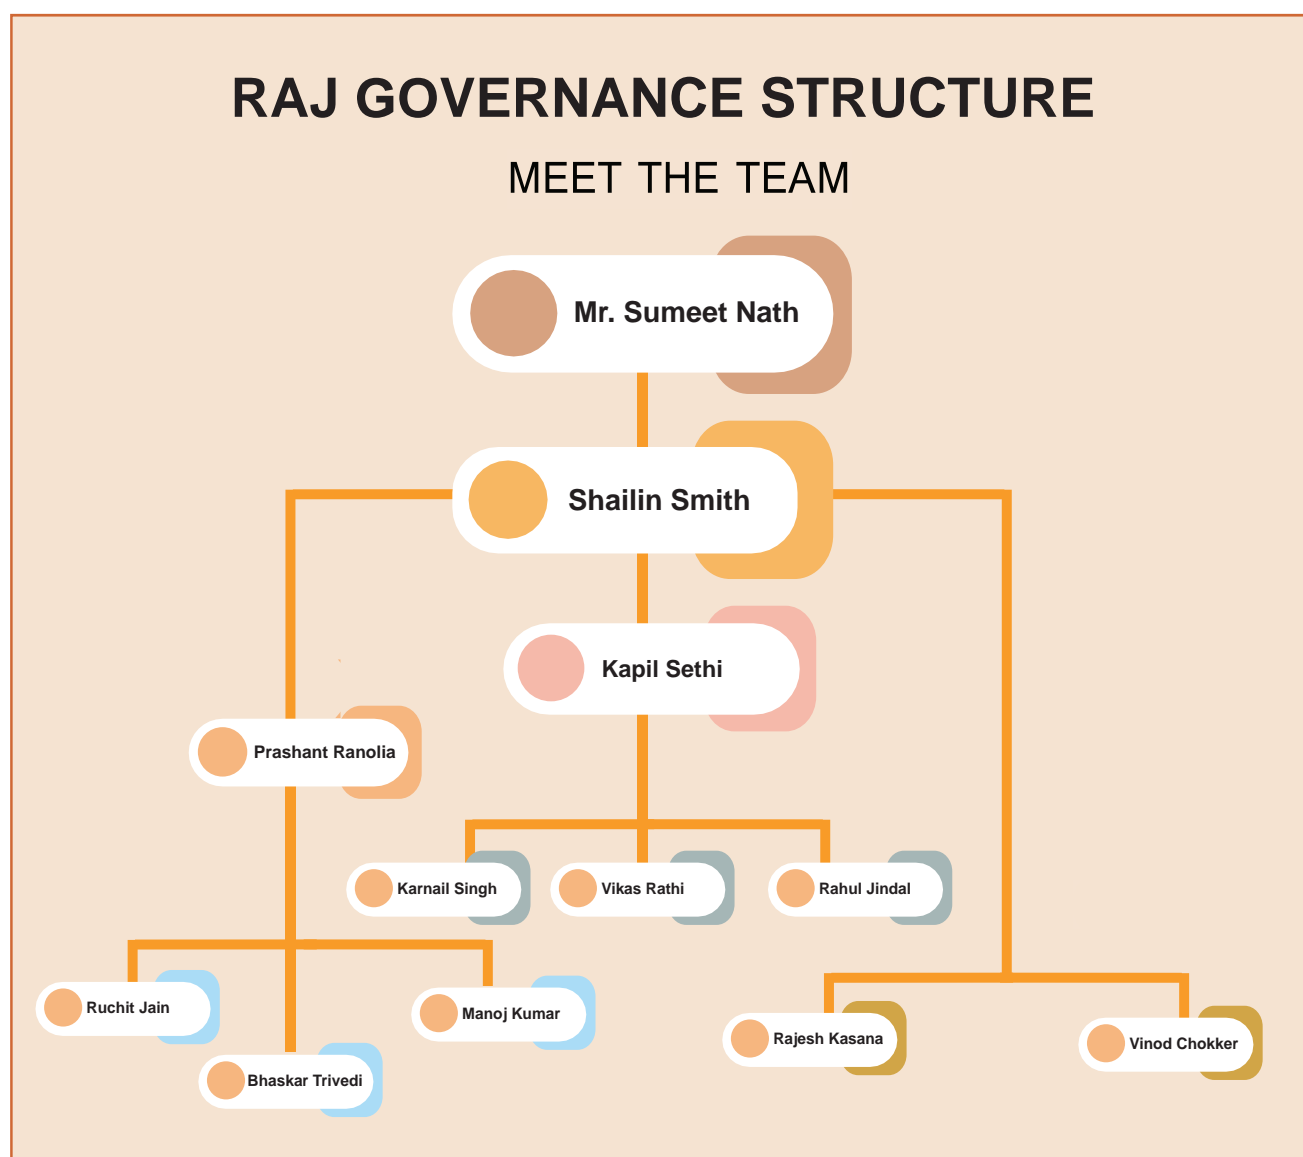 RAJ GOVERNANCE STRUCTURE
MEET THE TEAM
Mr. Sumeet Nath
Shailin Smith
Kapil Sethi
Prashant Ranolia
Karnail Singh
Vikas Rathi
Rahul Jindal
Ruchit Jain
Manoj Kumar
Bhaskar Trivedi
Rajesh Kasana
Vinod Chokker